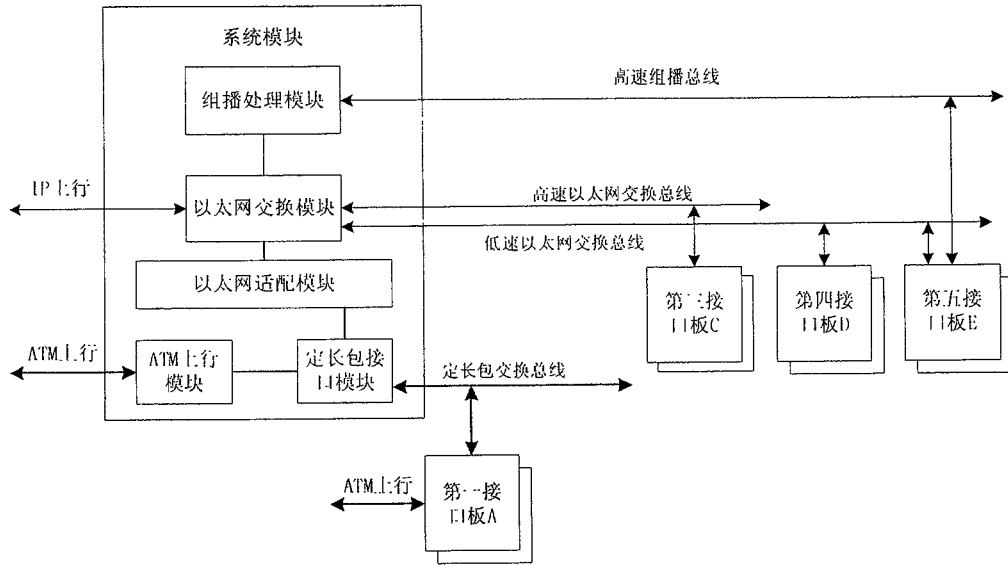 系统模块
组播处理模块
高速组播总线
IP上行
以太网交换模块
高速以太网交换总线
低速以太网交换总线
以太网适配模块
第三接
口板C
第四接
口板D
第五接
口板E
ATM上行
ATM上行
模块
定长包接
口模块
定长包交换总线
ATM上行
第一接
口板A